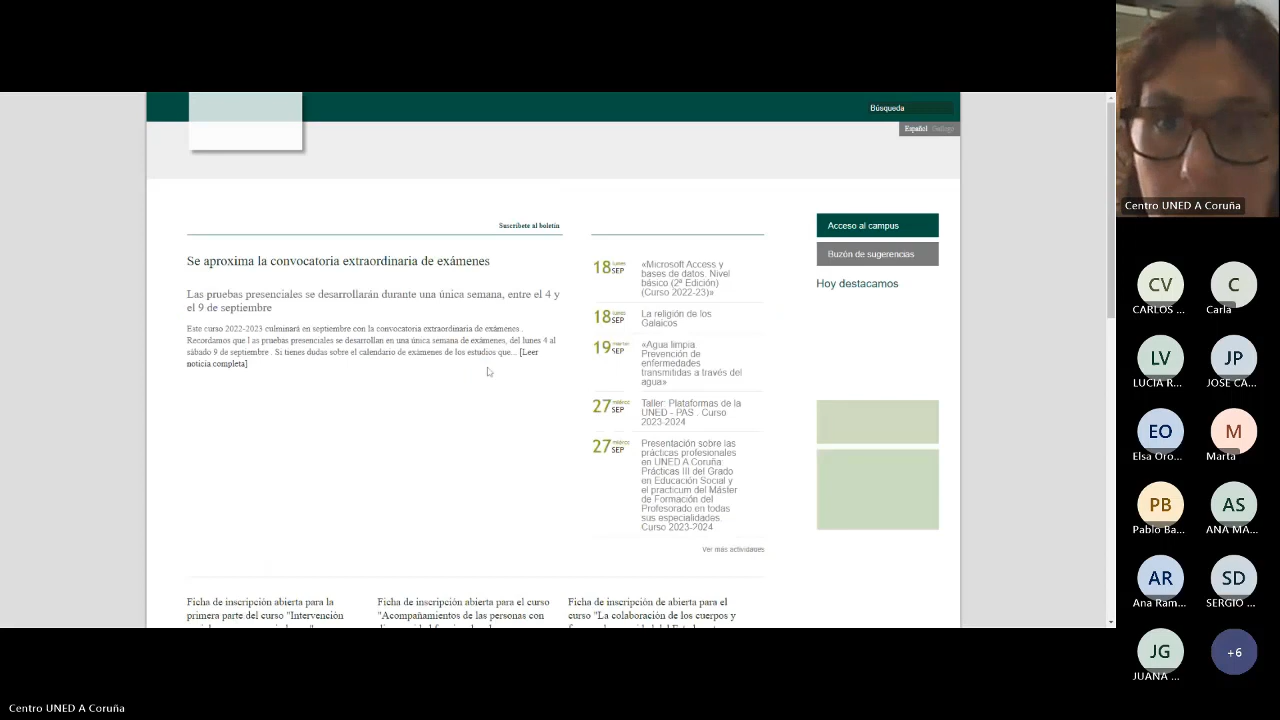 Búsqueda
Español Galego
Suscríbete al boletín
Se aproxima la convocatoria extraordinaria de exámenes
Las pruebas presenciales se desarrollarán durante una única semana, entre el 4 y
el 9 de septiembre
Este curso 2022-2023 culminará en septiembre con la convocatoria extraordinaria de exámenes .
Recordamos que l as pruebas presenciales se desarrollan en una única semana de exámenes, del lunes 4 al
sábado 9 de septiembre . Si tienes dudas sobre el calendario de exámenes de los estudios que... [Leer
noticia completa]
18 lunes SEP
«Microsoft Access y
bases de datos. Nivel
básico (2ª Edición)
(Curso 2022-23)»
18 lunes SEP
La religión de los
Galaicos
19 martes SEP
«Agua limpia
Prevención de
enfermedades
transmitidas a través del
agua»
27 miérco SEP
Taller: Plataformas de la
UNED - PAS . Curso
2023-2024
27 miérco SEP
Presentación sobre las
prácticas profesionales
en UNED A Coruña
Prácticas III del Grado
en Educación Social y
el practicum del Máster
de Formación del
Profesorado en todas
sus especialidades.
Curso 2023-2024
Ver más actividades
Acceso al campus
Buzón de sugerencias
Hoy destacamos
Ficha de inscripción abierta para la
primera parte del curso "Intervención
Ficha de inscripción abierta para el curso
"Acompañamientos de las personas con
Ficha de inscripción de abierta para el
curso "La colaboración de los cuerpos y
Centro UNED A Coruña
CV
CARLOS ...
C
Carla
LV
LUCIA R...
JP
JOSE CA...
EO
Elsa Oro...
M
Marta
PB
Pablo Ba...
AS
ANA MA...
AR
Ana Ram...
SD
SERGIO ...
JG
JUANA ...
+6
Centro UNED A Coruña